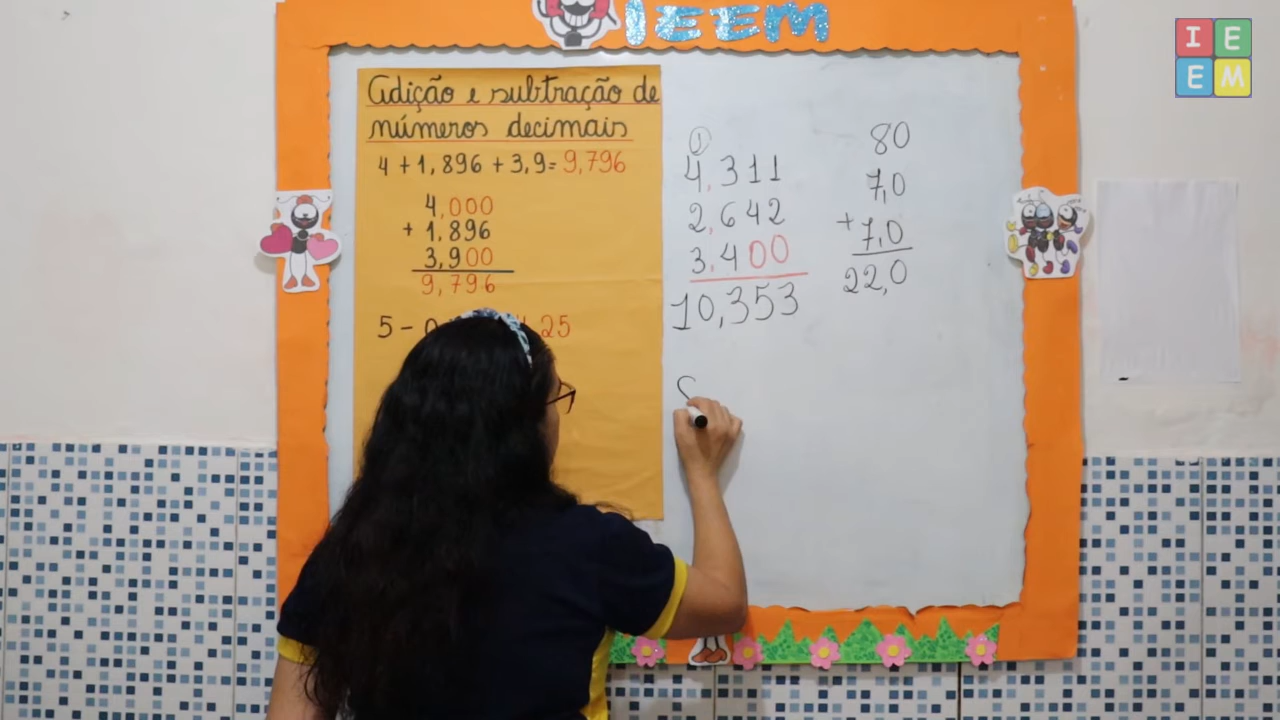 IEEM
I E
E M
Adição e subtração de
números decimais
4 + 1,896 + 3,9= 9,796
4,000
+ 1,896
3,900
9,796
5 - 0 25
1
4,311
2,642
3,400
10,353
80
7,0
+ 7,0
22,0